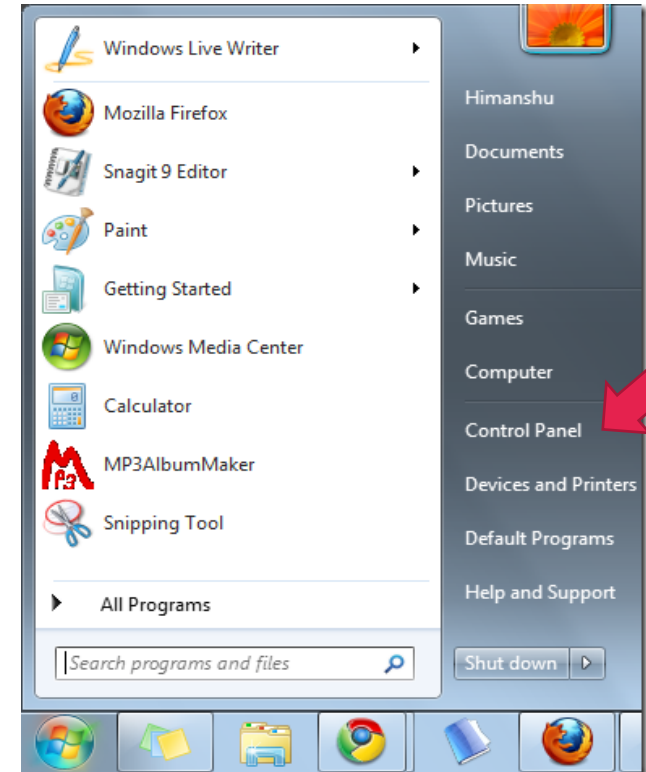 Windows Live Writer
Mozilla Firefox
Snagit 9 Editor
Paint
Getting Started
Windows Media Center
Calculator
MP3AlbumMaker
Snipping Tool
All Programs
Search programs and files
Himanshu
Documents
Pictures
Music
Games
Computer
Control Panel
Devices and Printers
Default Programs
Help and Support
Shut down